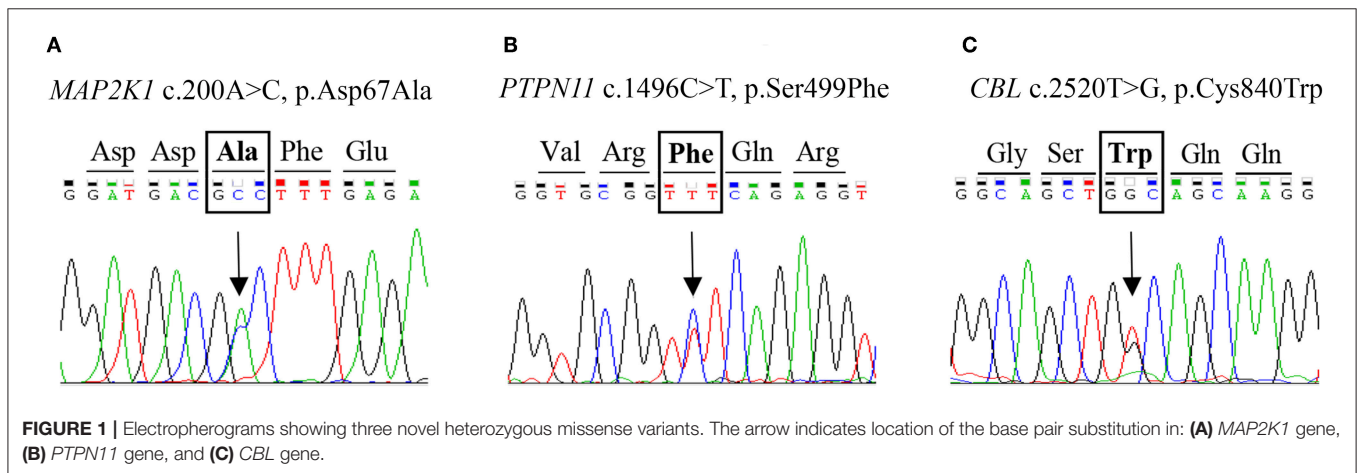 A
MAP2K1 c.200A>C, p.Asp67Ala
Asp Asp Ala Phe Glu
G G A T G A C G C C T T T G A G A
B
PTPN11 c.1496C>T, p.Ser499Phe
Val Arg Phe Gln Arg
G G T G C G G T T T C A G A G G T
C
CBL c.2520T>G, p.Cys840Trp
Gly Ser Trp Gln Gln
G G C A G C T G G C A G C A A G G
FIGURE 1 | Electropherograms showing three novel heterozygous missense variants. The arrow indicates location of the base pair substitution in: (A) MAP2K1 gene,
(B) PTPN11 gene, and (C) CBL gene.